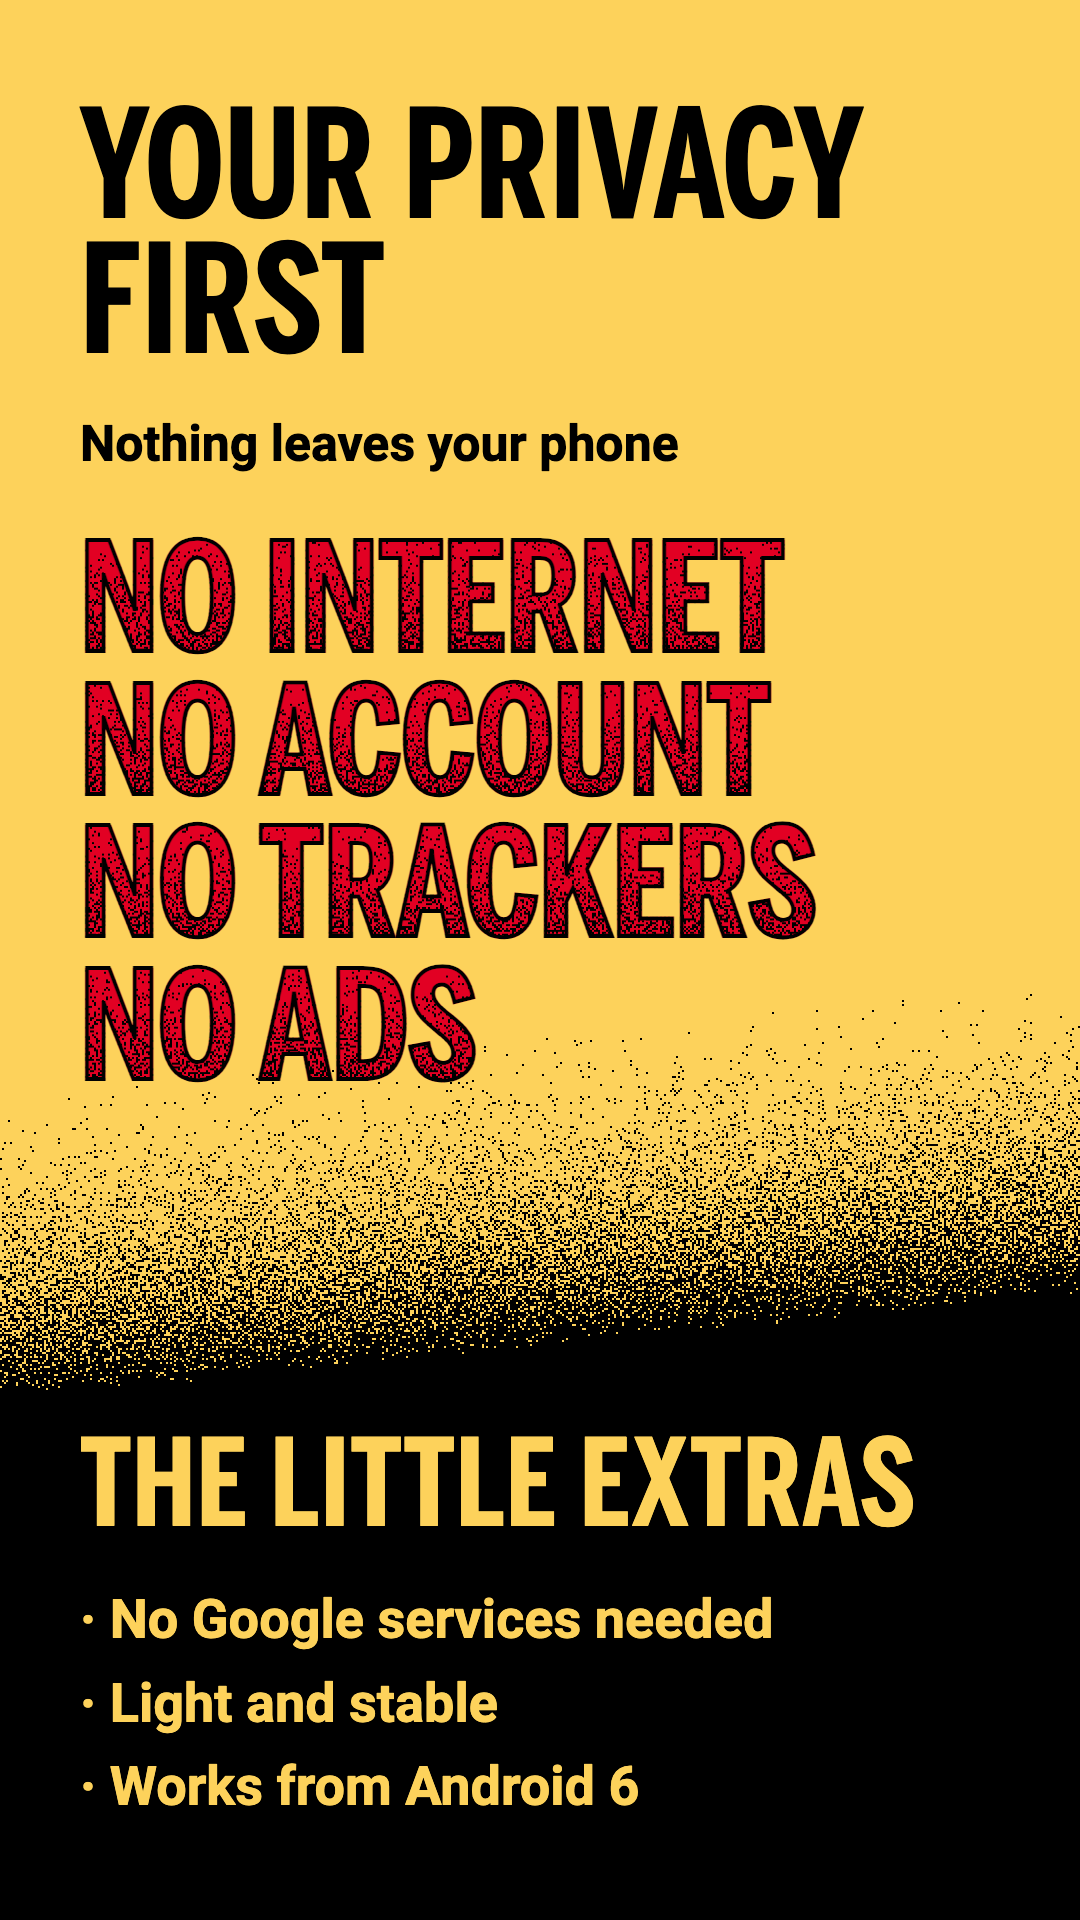 YOUR PRIVACY
FIRST
Nothing leaves your phone
NO INTERNET
NO ACCOUNT
NO TRACKERS
NO ADS
THE LITTLE EXTRAS
· No Google services needed
· Light and stable
· Works from Android 6